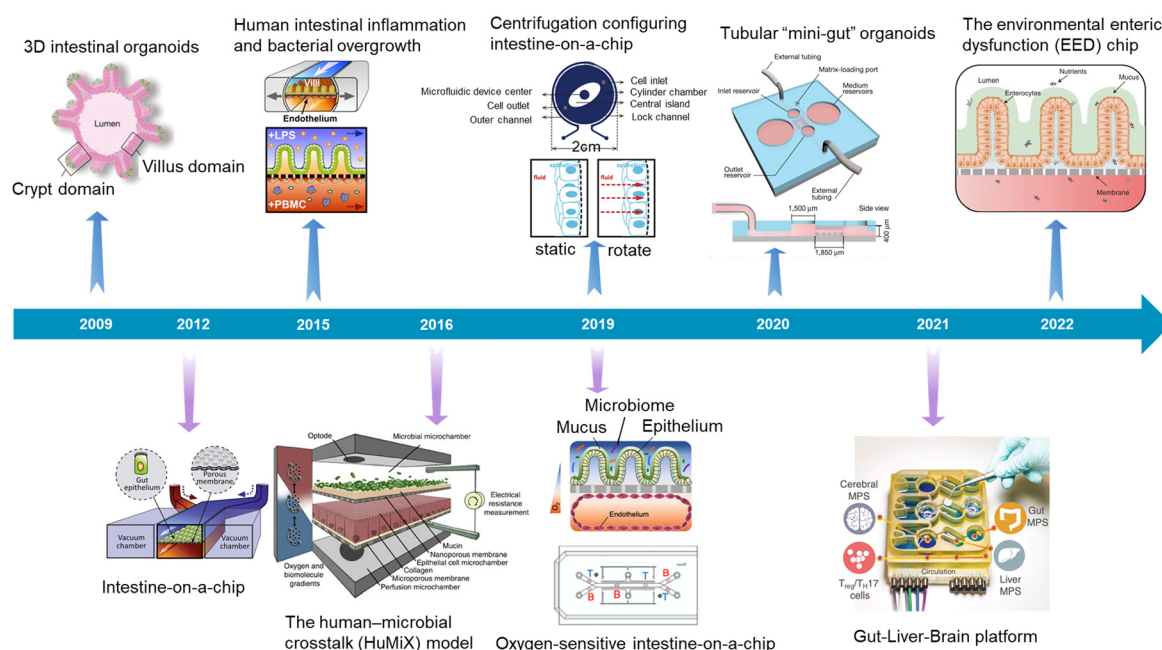 3D intestinal organoids
Lumen
Villus domain
Crypt domain
Human intestinal inflammation
and bacterial overgrowth
Villi
Endothelium
+LPS
+PBMC
Centrifugation configuring
intestine-on-a-chip
Microfluidic device center
Cell outlet
Outer channel
Cell inlet
Cylinder chamber
Central island
Lock channel
2cm
epithelium
fluid
epithelium
fluid
static
rotate
Tubular “mini-gut” organoids
External tubing
Matrix-loading port
Inlet reservoir
Medium
reservoirs
Outlet
reservoir
External
tubing
1,500 µm
Side view
400 µm
1,850 µm
The environmental enteric
dysfunction (EED) chip
Lumen
Nutrients
Mucus
Enterocytes
Membrane
2009
2012
2015
2016
2019
2020
2021
2022
Gut
epithelium
Porous
membrane
Vacuum
chamber
Vacuum
chamber
Intestine-on-a-chip
Optode
Microbial microchamber
Electrical
resistance
measurement
Mucin
Nanoporous membrane
Epithelial cell microchamber
Collagen
Microporous membrane
Perfusion microchamber
Oxygen and
biomolecule
gradients
The human–microbial
crosstalk (HuMiX) model
Microbiome
Mucus
Epithelium
O₂
Endothelium
T
T
B
B
B
T
Oxygen-sensitive intestine-on-a-chip
Cerebral
MPS
Gut
MPS
Treg/TH17
cells
Liver
MPS
Circulation
Gut-Liver-Brain platform